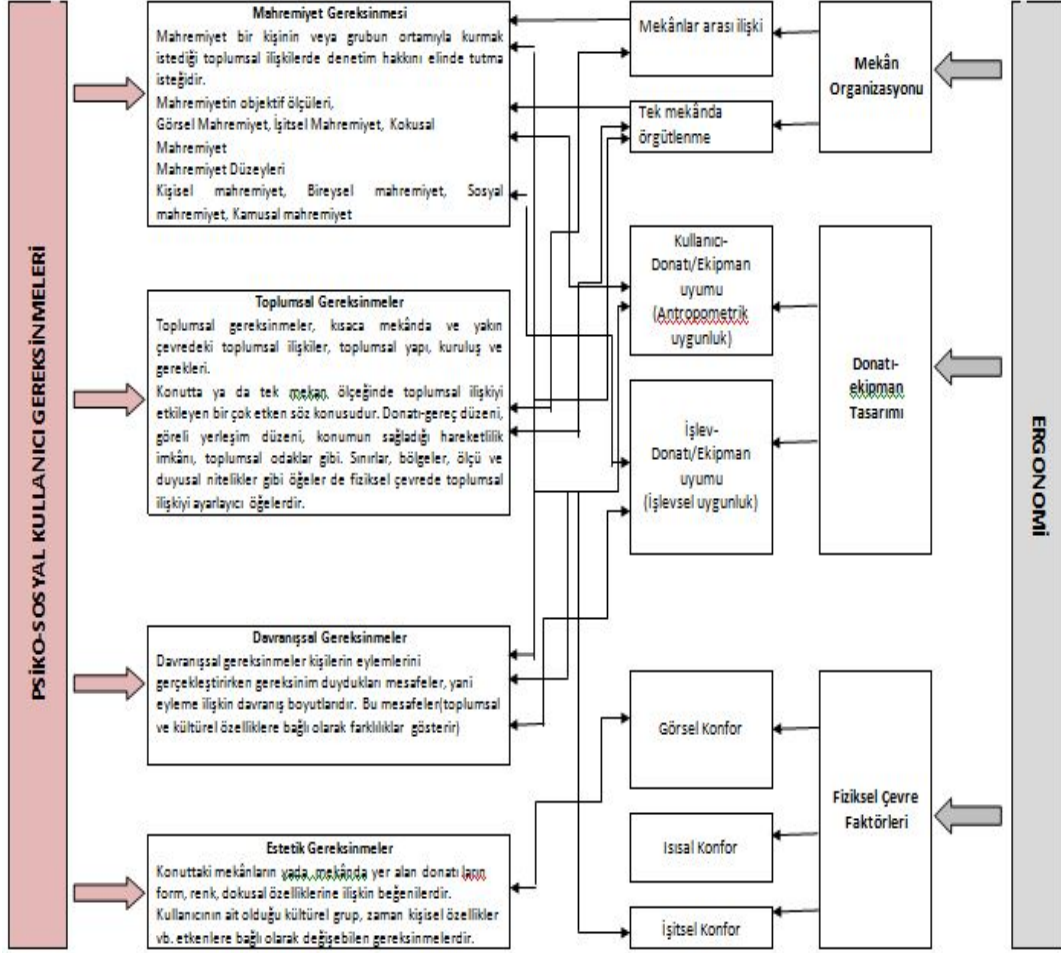 PSİKO-SOSYAL KULLANICI GEREKSİNMELERİ
Mahremiyet Gereksinmesi
Mahremiyet bir kişinin veya grubun ortamıyla kurmak
istediği toplumsal ilişkilerde denetim hakkını elinde tutma
isteğidir.
Mahremiyetin objektif ölçüleri,
Görsel Mahremiyet, İşitsel Mahremiyet, Kokusal
Mahremiyet
Mahremiyet Düzeyleri
Kişisel mahremiyet, Bireysel mahremiyet, Sosyal
mahremiyet, Kamusal mahremiyet
Toplumsal Gereksinmeler
Toplumsal gereksinmeler, kısaca mekânda ve yakın
çevredeki toplumsal ilişkiler, toplumsal yapı, kuruluş ve
gerekleri.
Konutta ya da tek mekan ölçeğinde toplumsal ilişkiyi
etkileyen bir çok etken söz konusudur. Donatı-gereç düzeni,
göreli yerleşim düzeni, konumun sağladığı hareketlilik
imkânı, toplumsal odaklar gibi. Sınırlar, bölgeler, ölçü ve
duyusal nitelikler gibi öğeler de fiziksel çevrede toplumsal
ilişkiyi ayarlayıcı öğelerdir.
Davranışsal Gereksinmeler
Davranışsal gereksinmeler kişilerin eylemlerini
gerçekleştirirken gereksinim duydukları mesafeler, yani
eyleme ilişkin davranış boyutlarıdır. Bu mesafeler(toplumsal
ve kültürel özelliklere bağlı olarak farklılıklar gösterir)
Estetik Gereksinmeler
Konuttaki mekânların yada mekânda yer alan donatı ların
form, renk, dokusal özelliklerine ilişkin beğenilerdir.
Kullanıcının ait olduğu kültürel grup, zaman kişisel özellikler
vb. etkenlere bağlı olarak değişebilen gereksinmelerdir.
Mekânlar arası ilişki
Tek mekânda
örgütlenme
Kullanıcı-
Donatı/Ekipman
uyumu
(Antropometrik
uygunluk)
İşlev-
Donatı/Ekipman
uyumu
(İşlevsel uygunluk)
Görsel Konfor
Isısal Konfor
İşitsel Konfor
Mekân
Organizasyonu
Donatı-
ekipman
Tasarımı
Fiziksel Çevre
Faktörleri
ERGONOMİ